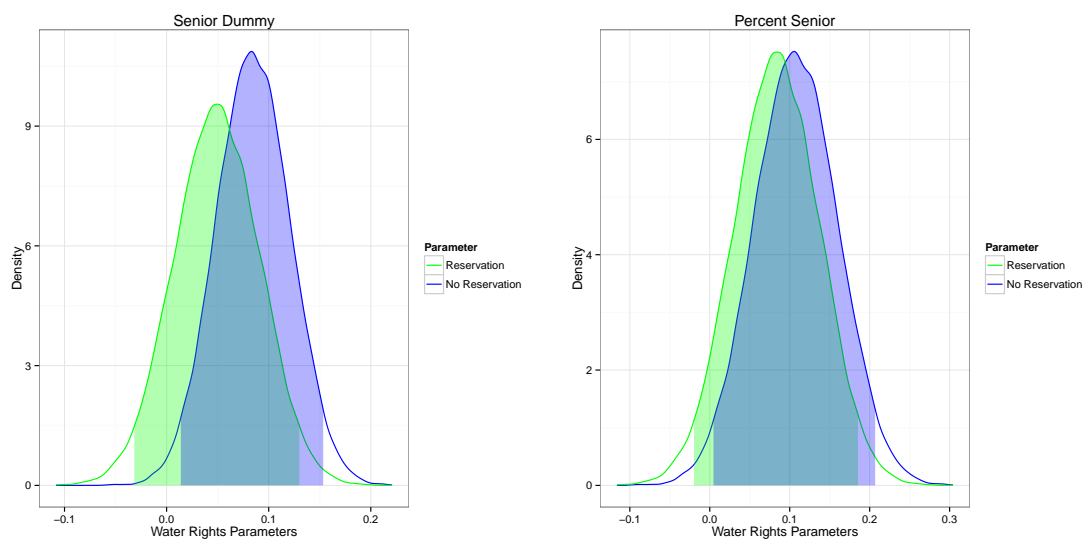 Senior Dummy
Density
9
6
3
0
−0.1
0.0
0.1
0.2
Water Rights Parameters
Parameter
Reservation
No Reservation
Percent Senior
Density
6
4
2
0
−0.1
0.0
0.1
0.2
0.3
Water Rights Parameters
Parameter
Reservation
No Reservation